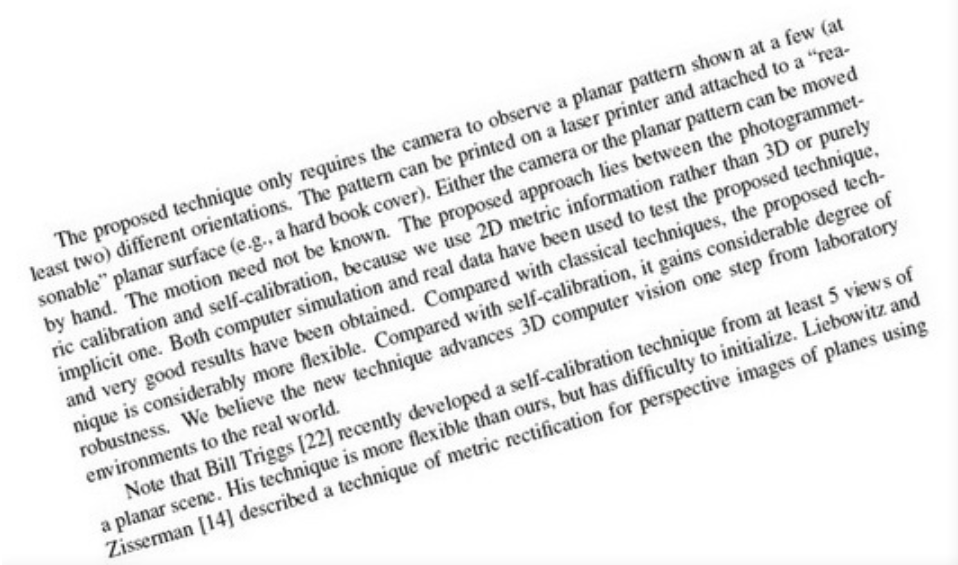 The proposed technique only requires the camera to observe a planar pattern shown at a few (at
least two) different orientations. The pattern can be printed on a laser printer and attached to a “rea-
sonable” planar surface (e.g., a hard book cover). Either the camera or the planar pattern can be moved
by hand. The motion need not be known. The proposed approach lies between the photogrammet-
ric calibration and self-calibration, because we use 2D metric information rather than 3D or purely
implicit one. Both computer simulation and real data have been used to test the proposed technique,
and very good results have been obtained. Compared with classical techniques, the proposed tech-
nique is considerably more flexible. Compared with self-calibration, it gains considerable degree of
robustness. We believe the new technique advances 3D computer vision one step from laboratory
environments to the real world.
Note that Bill Triggs [22] recently developed a self-calibration technique from at least 5 views of
a planar scene. His technique is more flexible than ours, but has difficulty to initialize. Liebowitz and
Zisserman [14] described a technique of metric rectification for perspective images of planes using